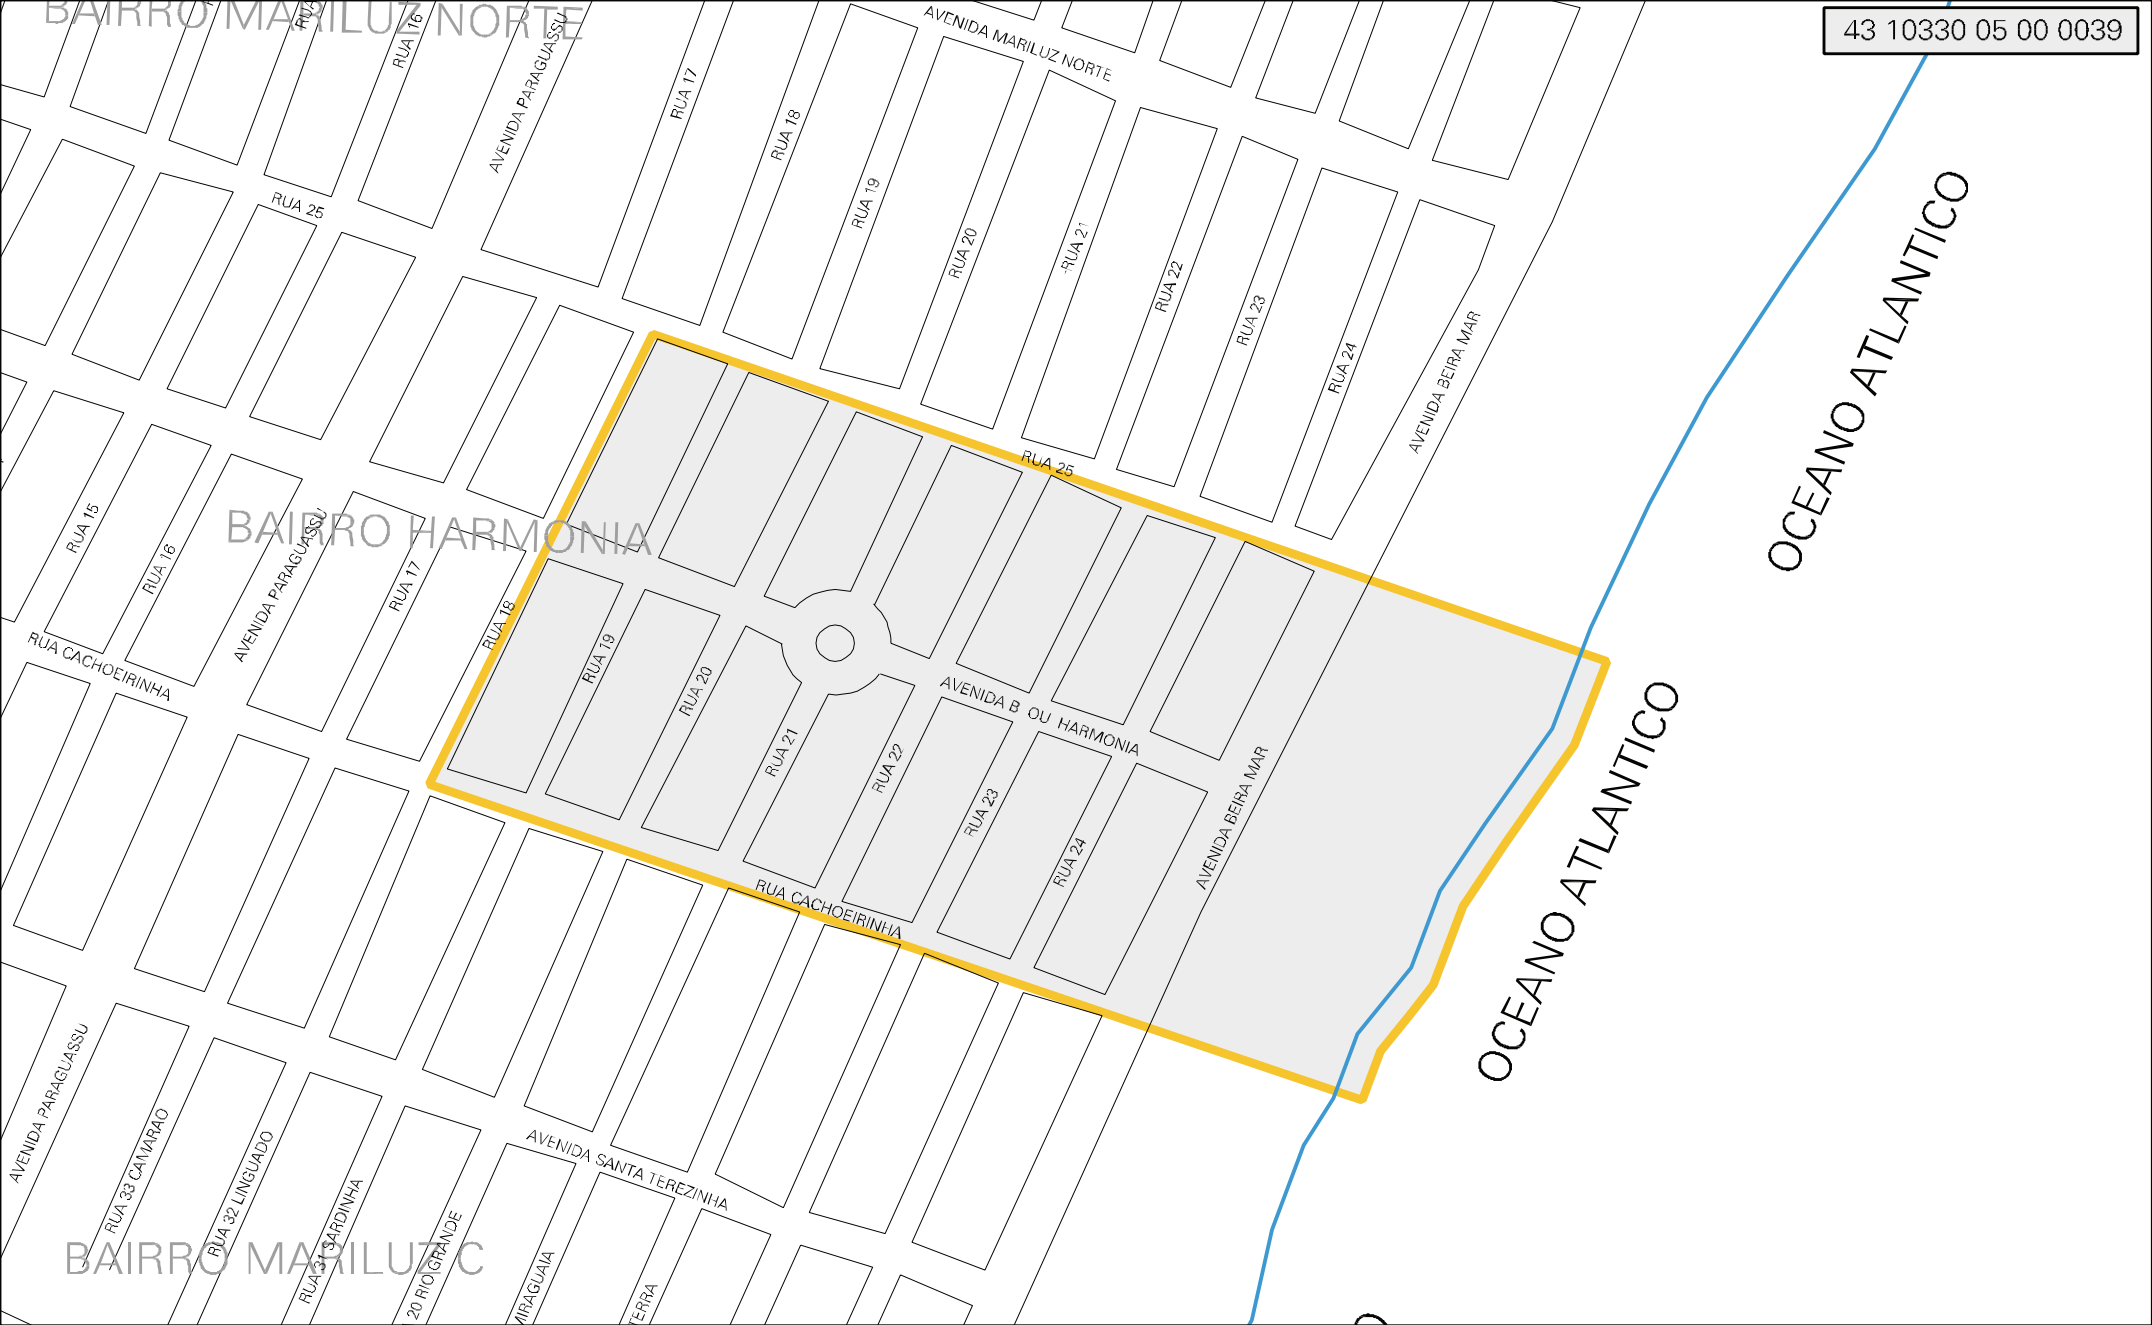 BAIRRO MARILUZ NORTE
43 10330 05 00 0039
RUA 16
AVENIDA PARAGUASSU
RUA 17
RUA 18
AVENIDA MARILUZ NORTE
RUA 19
RUA 20
RUA 21
RUA 22
RUA 23
RUA 24
AVENIDA BEIRA MAR
OCEANO ATLANTICO
RUA 25
RUA 25
BAIRRO HARMONIA
RUA 15
RUA 16
AVENIDA PARAGUASSU
RUA 17
RUA 18
RUA 19
RUA 20
RUA 21
RUA 22
RUA 23
RUA 24
AVENIDA B OU HARMONIA
AVENIDA BEIRA MAR
OCEANO ATLANTICO
RUA CACHOEIRINHA
RUA CACHOEIRINHA
AVENIDA PARAGUASSU
RUA 33 CAMARAO
RUA 32 LINGUADO
RUA 31 SARDINHA
20 RIO GRANDE
MIRAGUAIA
TERRA
AVENIDA SANTA TEREZINHA
BAIRRO MARILUZ C